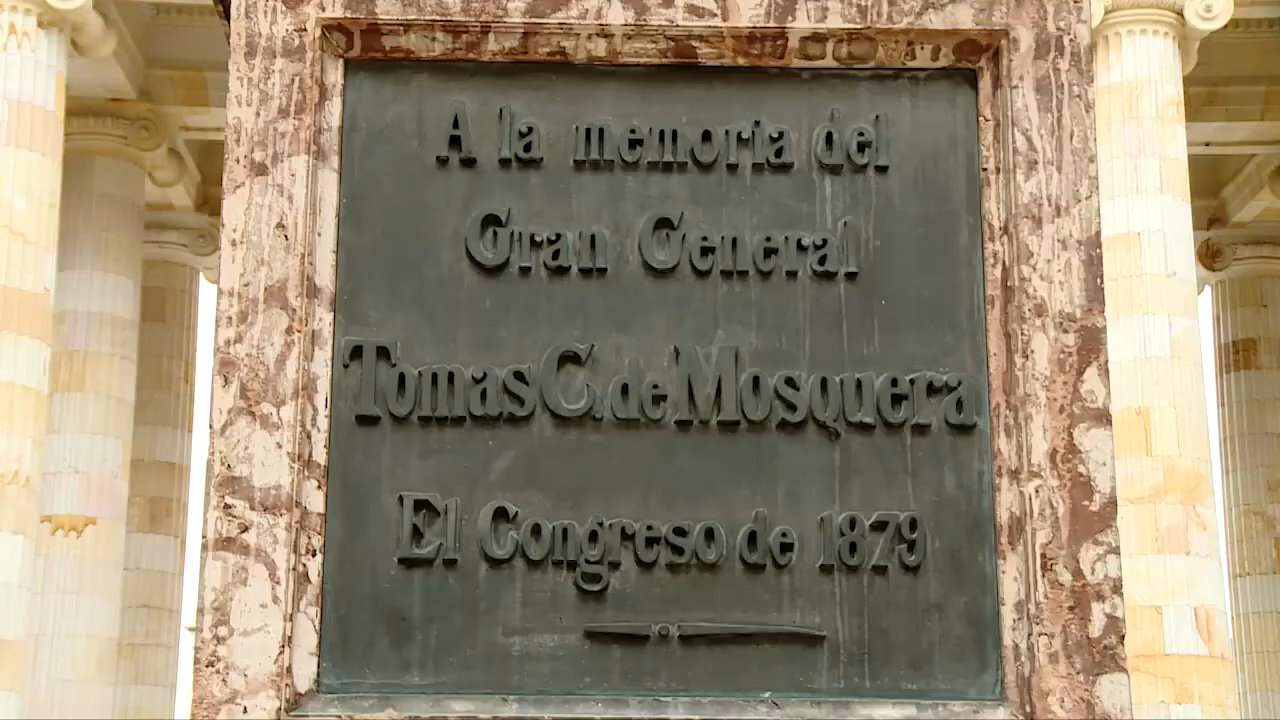 A la memoria del
Gran General
Tomas C. de Mosquera
El Congreso de 1879